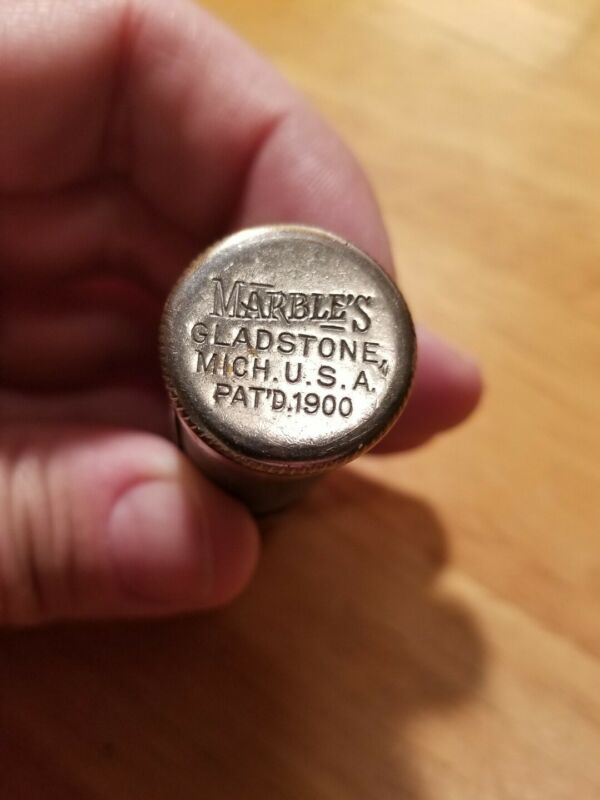 MARBLE'S
GLADSTONE,
MICH. U.S.A.
PAT'D. 1900